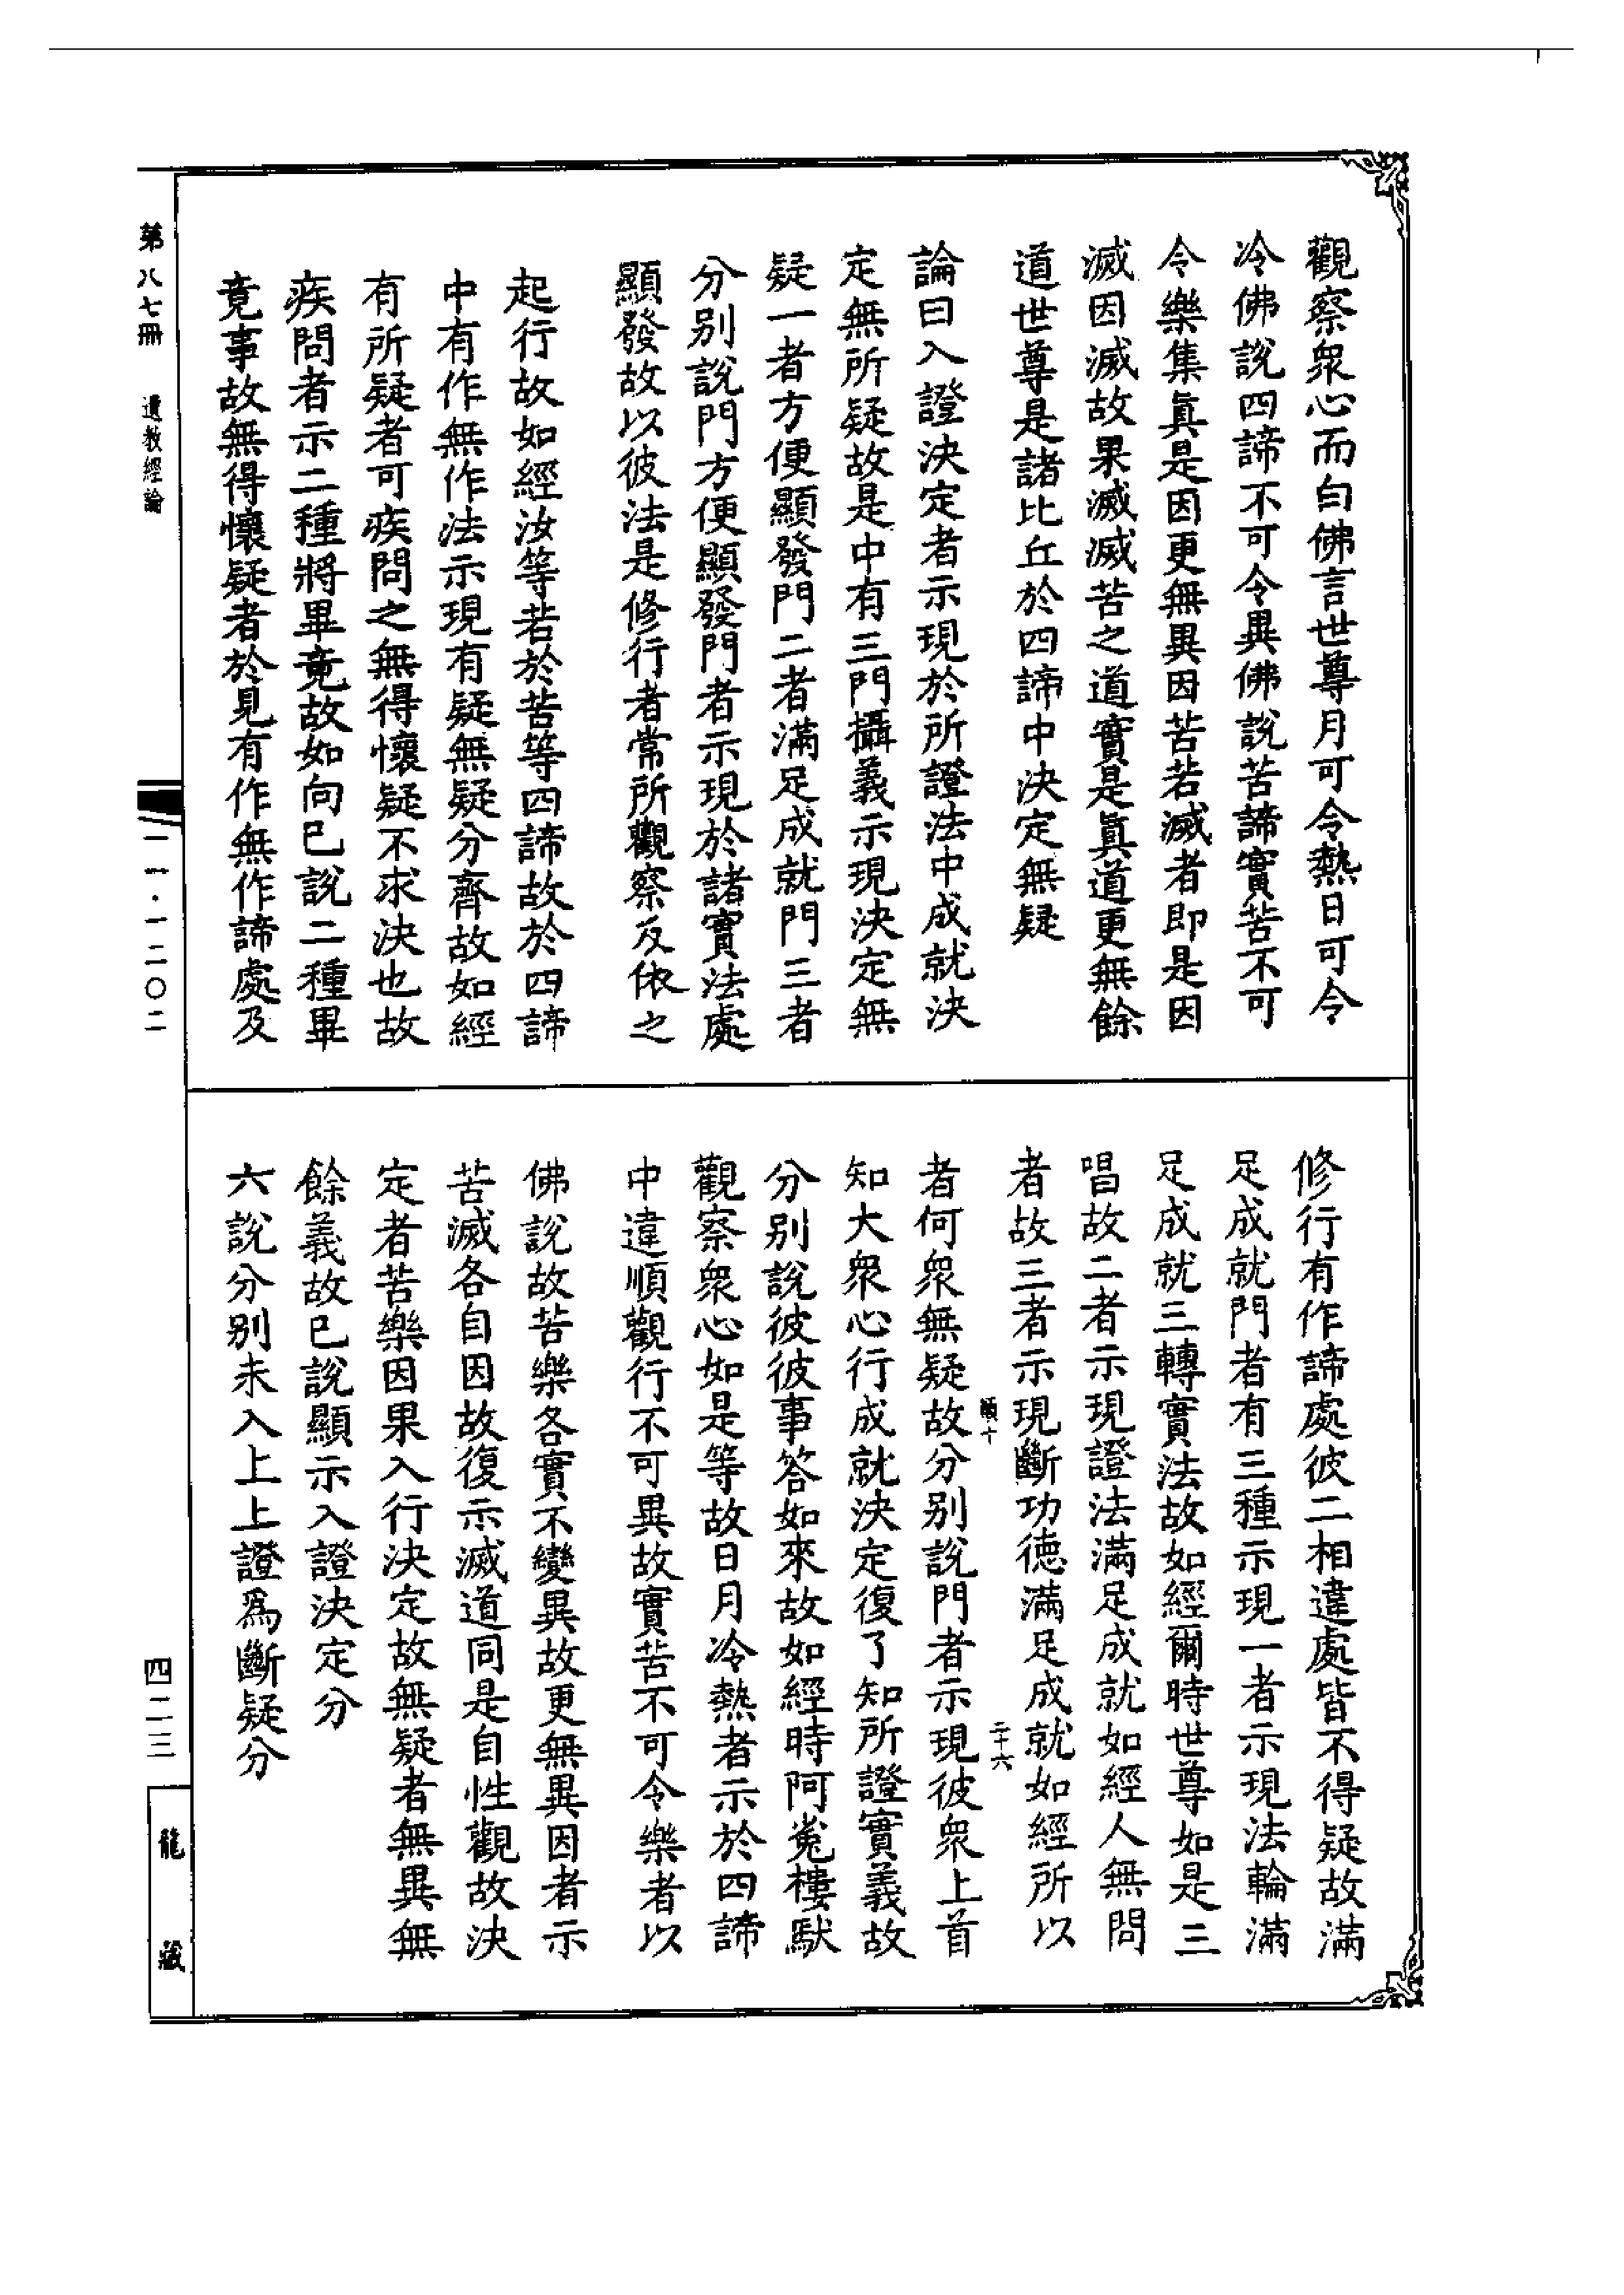 觀察衆心而白佛言世尊月可令熱日可令
冷佛說四諦不可令異佛說苦諦實苦不可
令樂集眞是因更無異因苦若滅者即是因
滅因滅故果滅滅苦之道實是眞道更無餘
道世尊是諸比丘於四諦中決定無疑
論曰入證決定者示現於所證法中成就決
定無所疑故是中有三門攝義示現決定無
疑一者方便顯發門二者滿足成就門三者
分別說門方便顯發門者示現於諸實法處
顯發故以彼法是修行者常所觀察及依之
起行故如經汝等若於苦等四諦故於四諦
中有作無作法示現有疑無疑分齊故如經
有所疑者可疾問之無得懷疑不求決也故
疾問者示二種將畢竟故如向已說二種畢
竟事故無得懷疑者於見有作無作諦處及
修行有作諦處彼二相違處皆不得疑故滿
足成就門者有三種示現一者示現法輪滿
足成就三轉實法故如經爾時世尊如是三
唱故二者示現證法滿足成就如經人無問
者故三者示現斷功德滿足成就如經所以
者何衆無疑故分別說門者示現彼衆上首
知大衆心行成就決定復了知所證實義故
分別說彼彼事答如來故如經時阿㝹樓馱
觀察衆心如是等故日月冷熱者示於四諦
中違順觀行不可異故實苦不可令樂者以
佛說故苦樂各實不變異故更無異因者示
苦滅各自因故復示滅道同是自性觀故決
定者苦樂因果入行決定故無疑者無異無
餘義故已說顯示入證決定分
六說分別未入上上證爲斷疑分
二十六
第八七冊　遺教經論
一一·一二〇二
四二三
龍藏